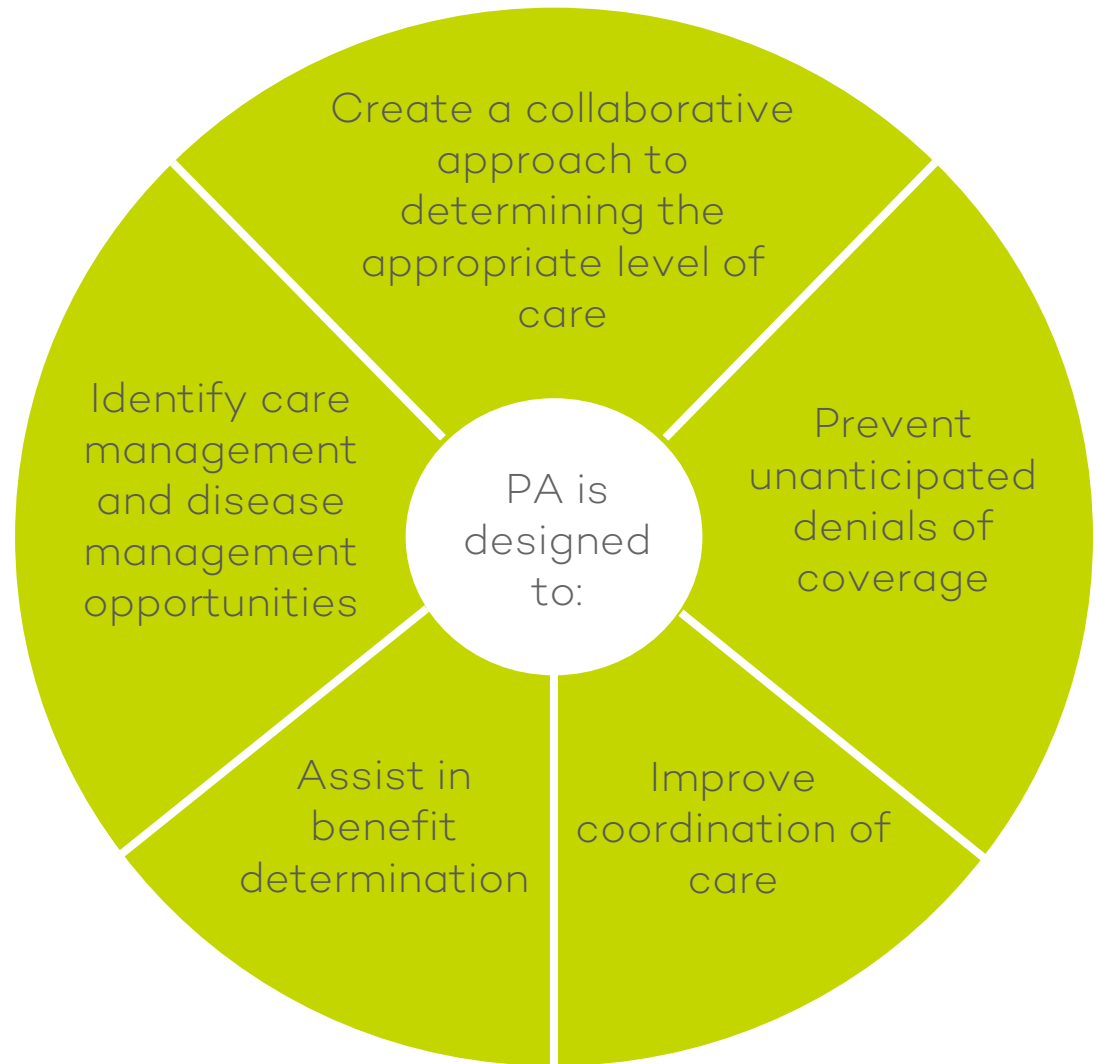 PA is
designed
to:
Create a collaborative
approach to
determining the
appropriate level of
care
Prevent
unanticipated
denials of
coverage
Improve
coordination of
care
Assist in
benefit
determination
Identify care
management
and disease
management
opportunities